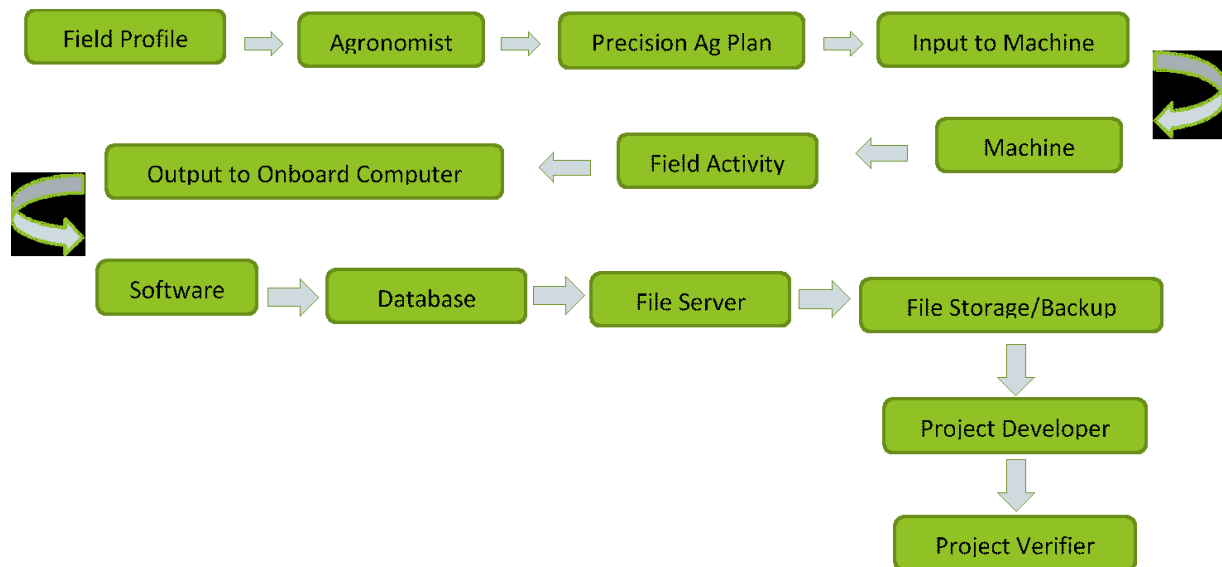 Field Profile
Agronomist
Precision Ag Plan
Input to Machine
Machine
Field Activity
Output to Onboard Computer
Software
Database
File Server
File Storage/Backup
Project Developer
Project Verifier